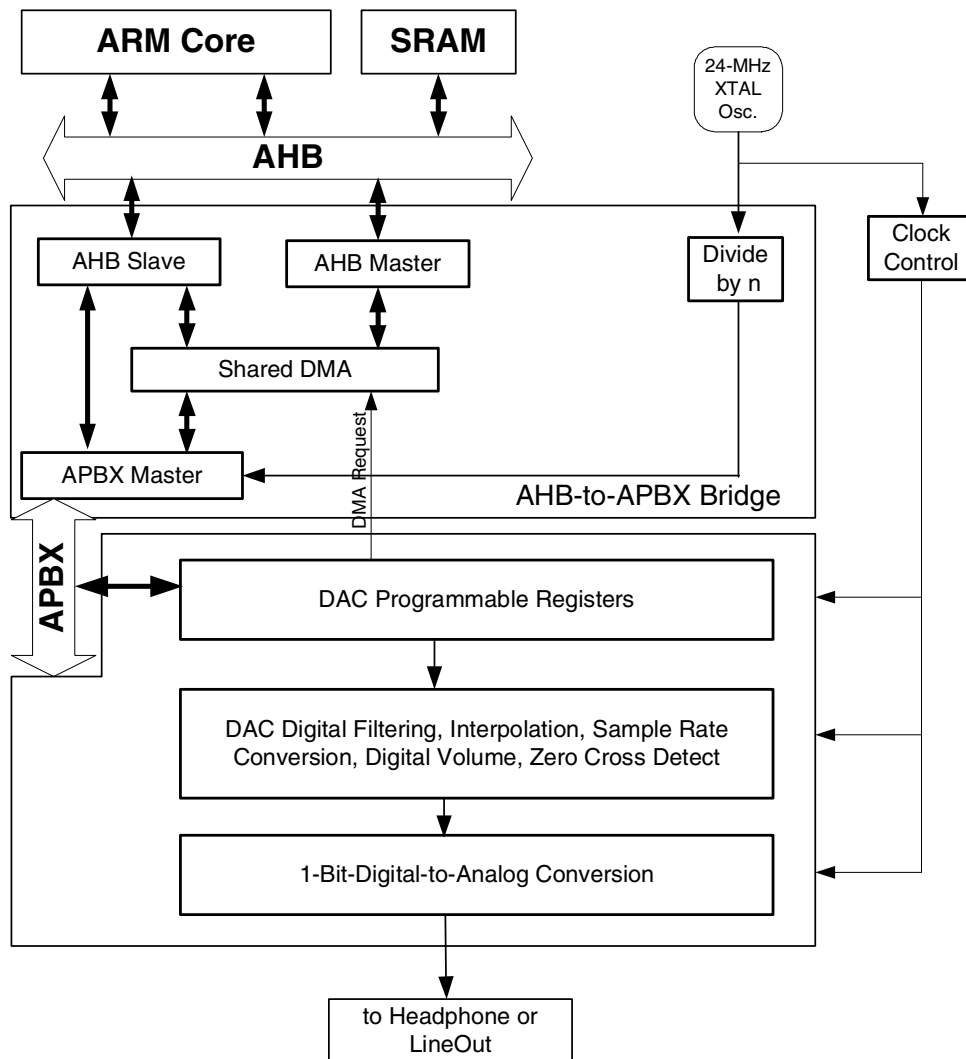 ARM Core
SRAM
24-MHz
XTAL
Osc.
AHB
AHB Slave
AHB Master
Divide
by n
Clock
Control
Shared DMA
DMA Request
APBX Master
AHB-to-APBX Bridge
APBX
DAC Programmable Registers
DAC Digital Filtering, Interpolation, Sample Rate
Conversion, Digital Volume, Zero Cross Detect
1-Bit-Digital-to-Analog Conversion
to Headphone or
LineOut